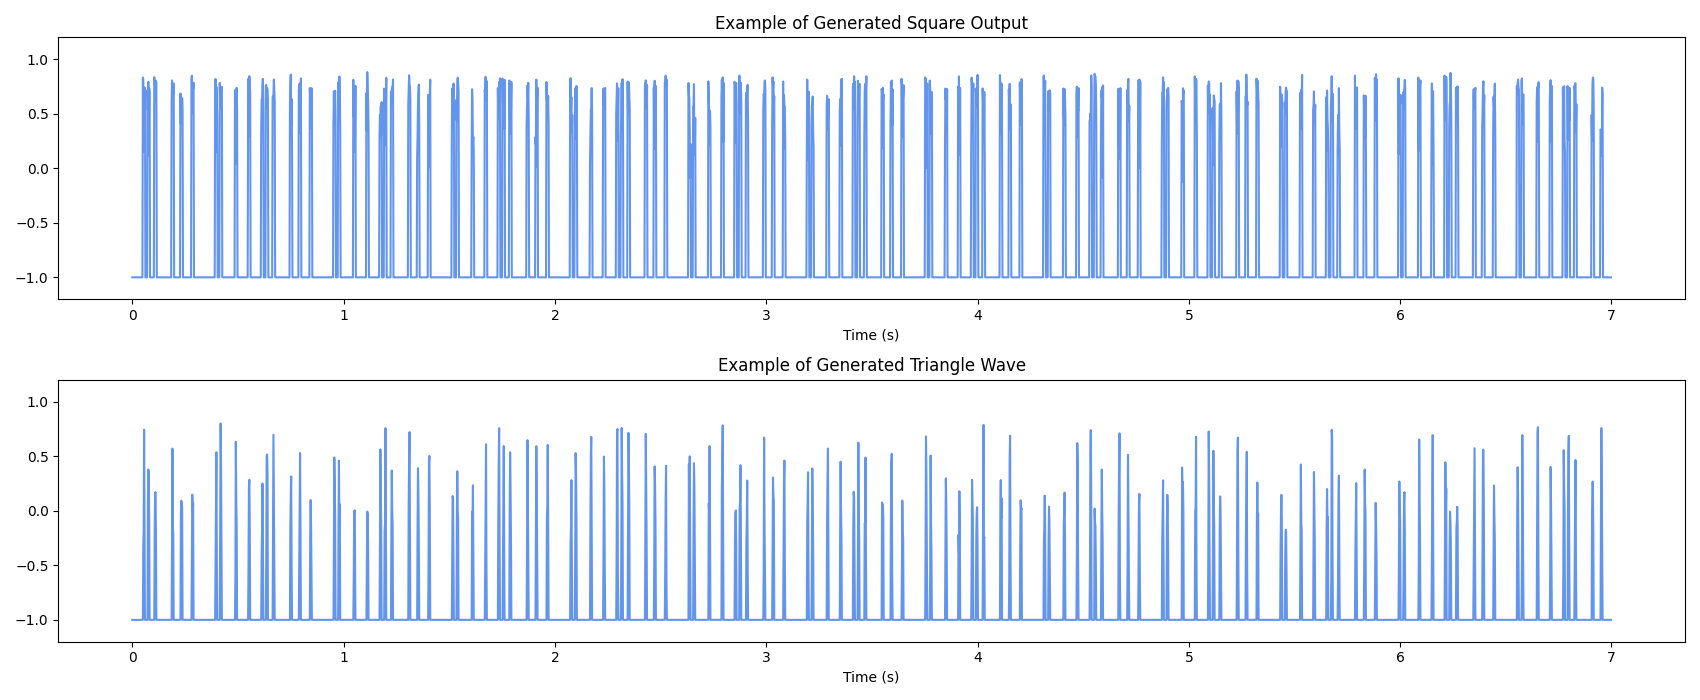 Example of Generated Square Output
1.0
0.5
0.0
−0.5
−1.0
0 1 2 3 4 5 6 7
Time (s)
Example of Generated Triangle Wave
1.0
0.5
0.0
−0.5
−1.0
0 1 2 3 4 5 6 7
Time (s)